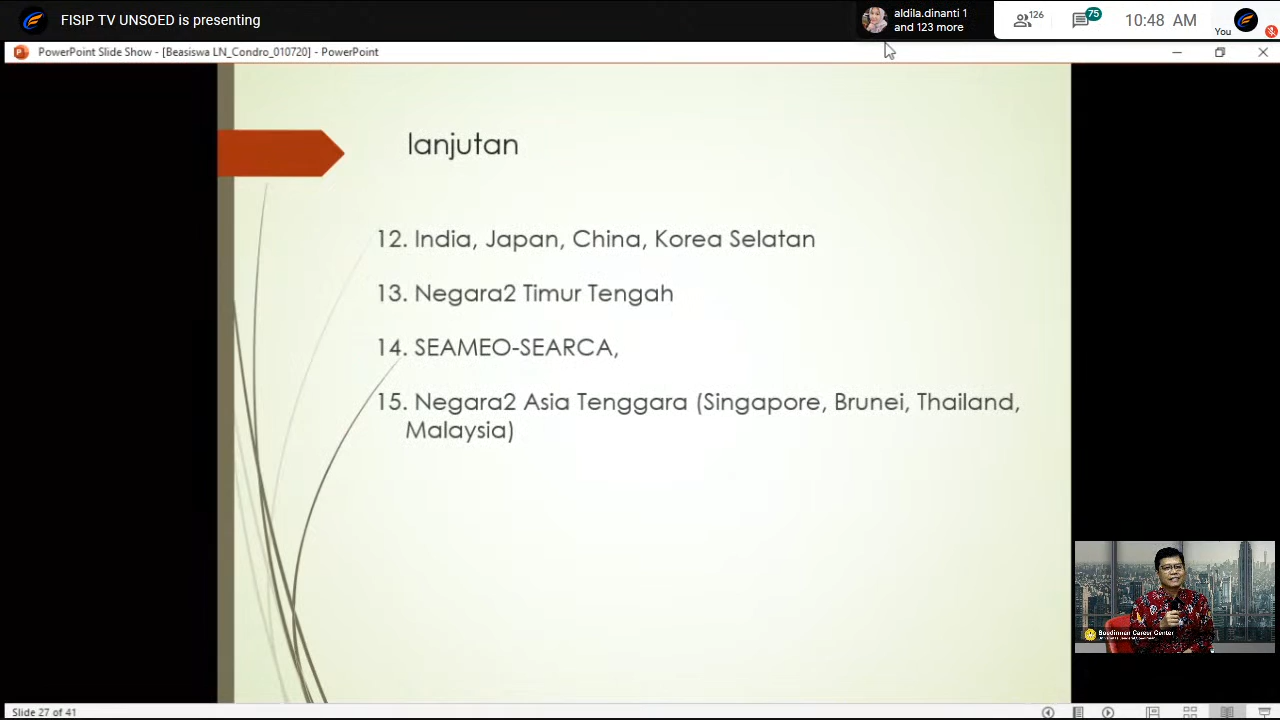 FISIP TV UNSOED is presenting
aldila.dinanti 1
and 123 more
126
75
10:48 AM
You
PowerPoint Slide Show - [Beasiswa LN_Condro_010720] - PowerPoint
lanjutan
12. India, Japan, China, Korea Selatan
13. Negara2 Timur Tengah
14. SEAMEO-SEARCA,
15. Negara2 Asia Tenggara (Singapore, Brunei, Thailand,
Malaysia)
Career Center
Slide 27 of 41